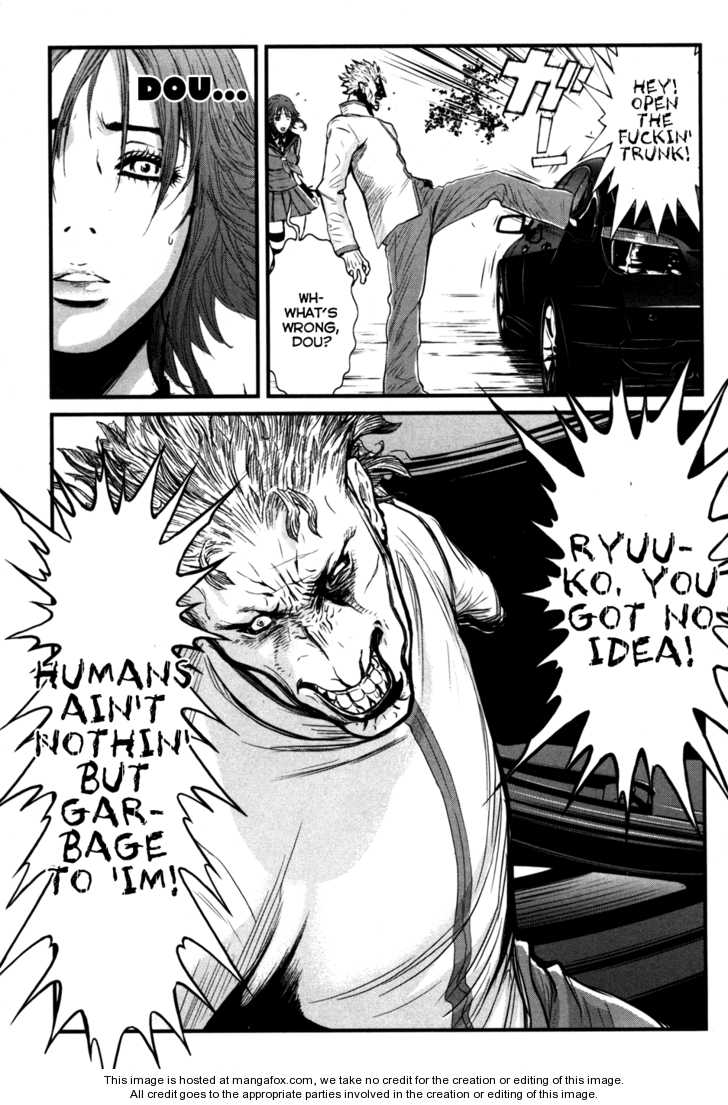 HEY!
OPEN
THE
FUCKIN'
TRUNK!
ガン
WH-
WHAT'S
WRONG,
DOU?
DOU...
RYUU-
KO, YOU
GOT NO
IDEA!
HUMANS
AIN'T
NOTHIN'
BUT
GAR-
BAGE
TO 'IM!
This image is hosted at mangafox.com, we take no credit for the creation or editing of this image.
All credit goes to the appropriate parties involved in the creation or editing of this image.